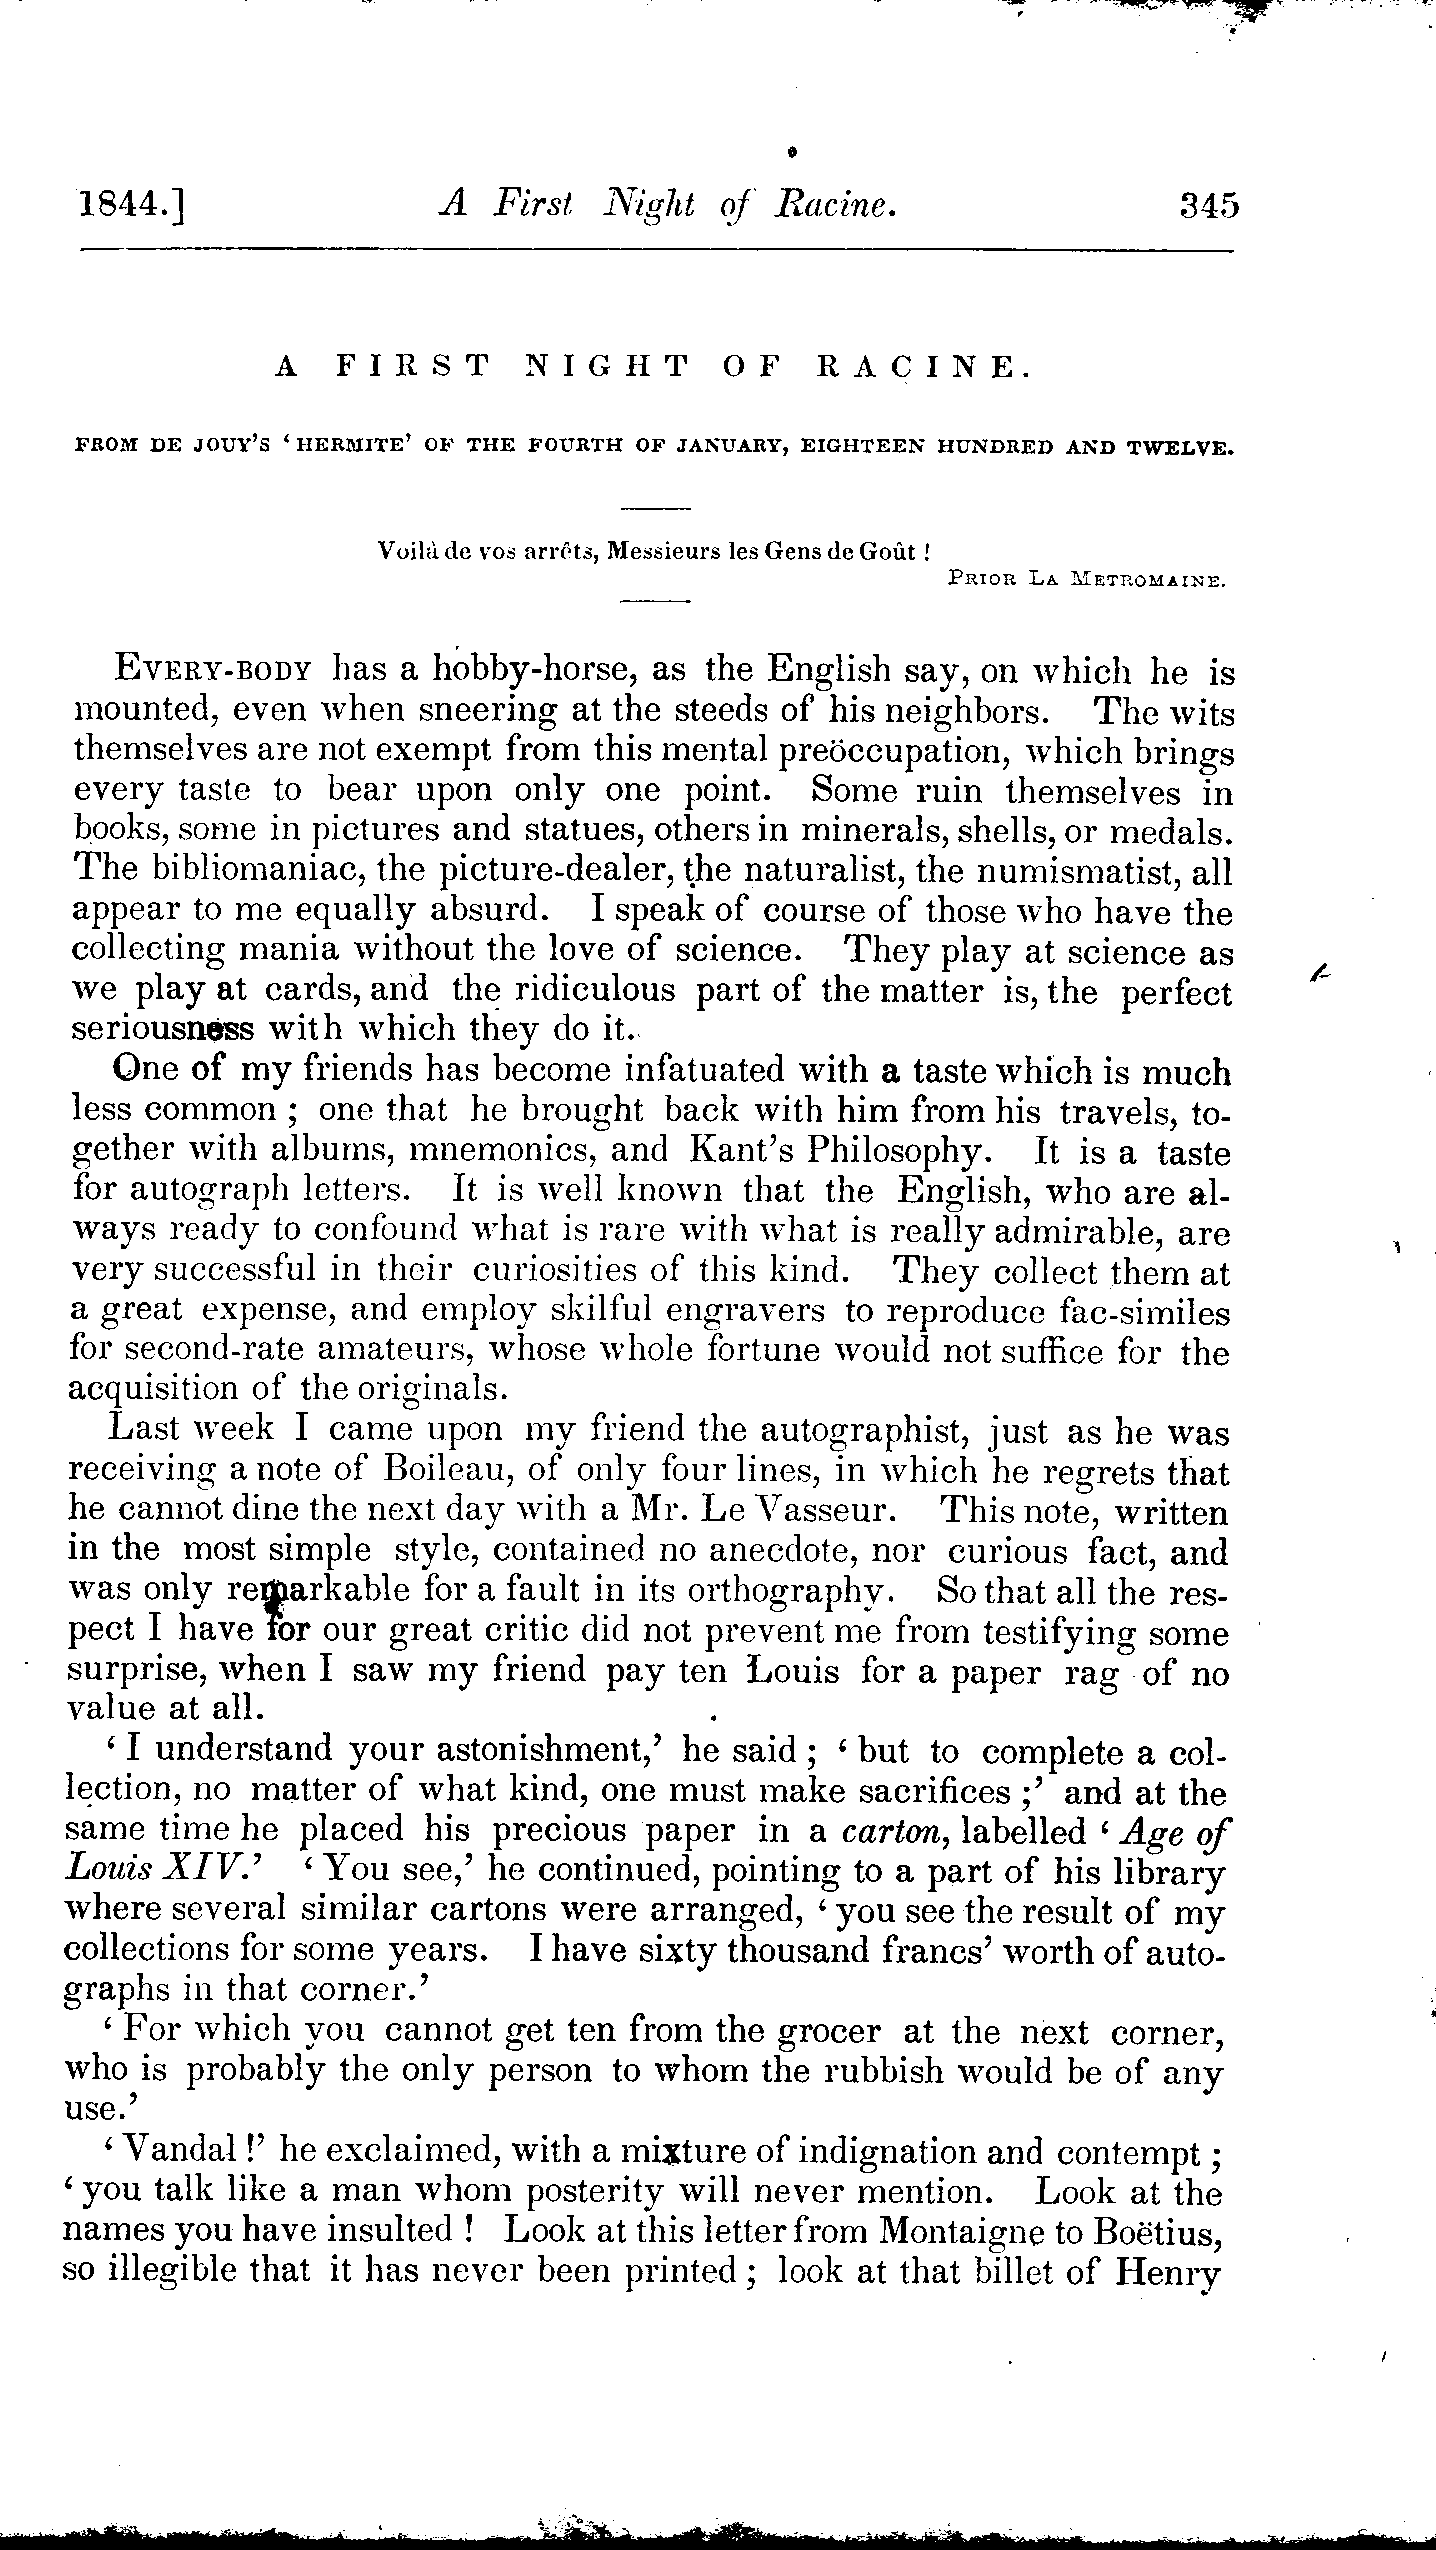 1844.] A First Night of Racine. 345
A FIRST NIGHT OF RACINE.
FROM DE JOUY'S 'HERMITE' OF THE FOURTH OF JANUARY, EIGHTEEN HUNDRED AND TWELVE.
Voilà de vos arrêts, Messieurs les Gens de Goût !
PRIOR LA METROMAINE.
EVERY-BODY has a hobby-horse, as the English say, on which he is
mounted, even when sneering at the steeds of his neighbors. The wits
themselves are not exempt from this mental preöccupation, which brings
every taste to bear upon only one point. Some ruin themselves in
books, some in pictures and statues, others in minerals, shells, or medals.
The bibliomaniac, the picture-dealer, the naturalist, the numismatist, all
appear to me equally absurd. I speak of course of those who have the
collecting mania without the love of science. They play at science as
we play at cards, and the ridiculous part of the matter is, the perfect
seriousness with which they do it.
One of my friends has become infatuated with a taste which is much
less common ; one that he brought back with him from his travels, to-
gether with albums, mnemonics, and Kant's Philosophy. It is a taste
for autograph letters. It is well known that the English, who are al-
ways ready to confound what is rare with what is really admirable, are
very successful in their curiosities of this kind. They collect them at
a great expense, and employ skilful engravers to reproduce fac-similes
for second-rate amateurs, whose whole fortune would not suffice for the
acquisition of the originals.
Last week I came upon my friend the autographist, just as he was
receiving a note of Boileau, of only four lines, in which he regrets that
he cannot dine the next day with a Mr. Le Vasseur. This note, written
in the most simple style, contained no anecdote, nor curious fact, and
was only remarkable for a fault in its orthography. So that all the res-
pect I have for our great critic did not prevent me from testifying some
surprise, when I saw my friend pay ten Louis for a paper rag of no
value at all.
'I understand your astonishment,' he said ; 'but to complete a col-
lection, no matter of what kind, one must make sacrifices ;' and at the
same time he placed his precious paper in a carton, labelled 'Age of
Louis XIV.' 'You see,' he continued, pointing to a part of his library
where several similar cartons were arranged, 'you see the result of my
collections for some years. I have sixty thousand francs' worth of auto-
graphs in that corner.'
'For which you cannot get ten from the grocer at the next corner,
who is probably the only person to whom the rubbish would be of any
use.'
'Vandal !' he exclaimed, with a mixture of indignation and contempt ;
'you talk like a man whom posterity will never mention. Look at the
names you have insulted ! Look at this letter from Montaigne to Boëtius,
so illegible that it has never been printed ; look at that billet of Henry